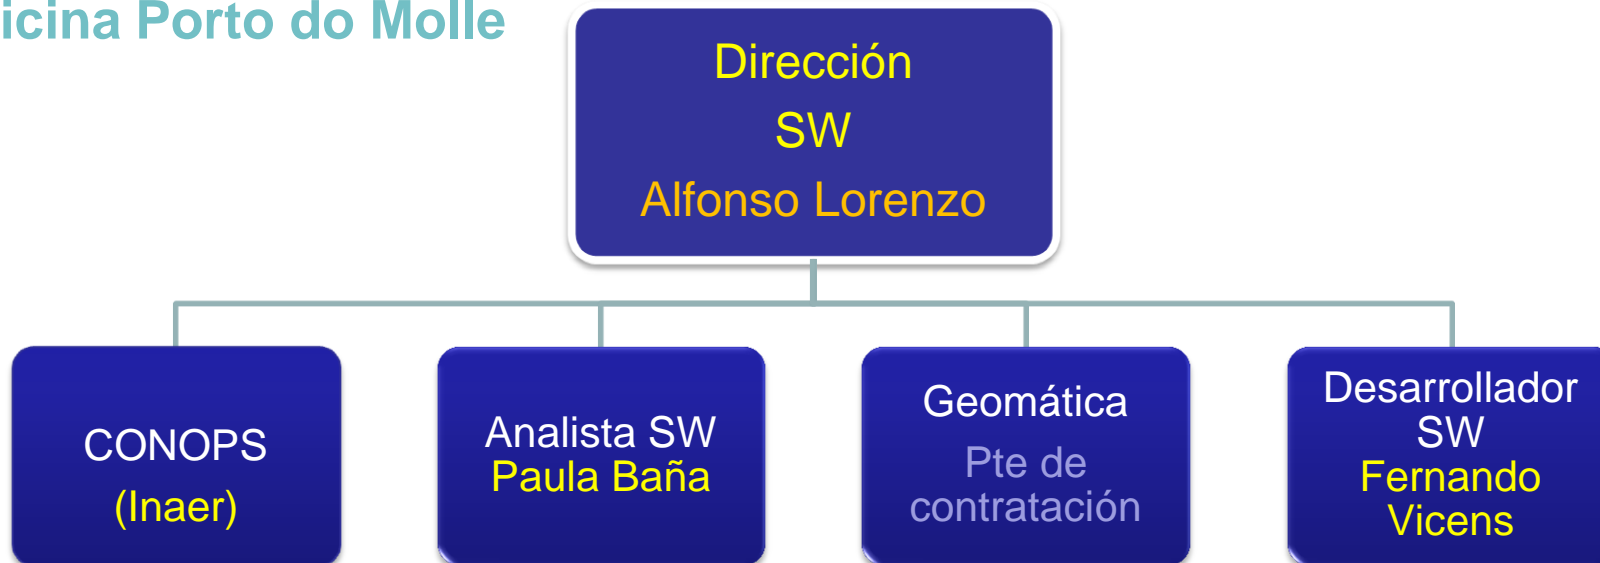 icina Porto do Molle
Dirección
SW
Alfonso Lorenzo
CONOPS
(Inaer)
Analista SW
Paula Baña
Geomática
Pte de
contratación
Desarrollador
SW
Fernando
Vicens